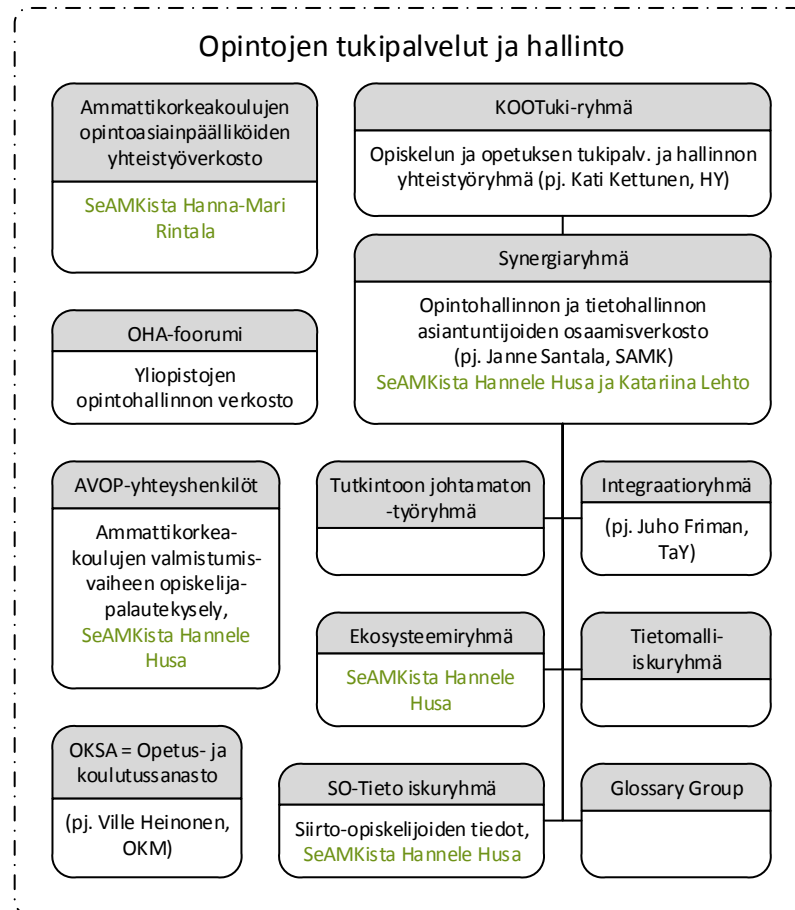 Opintojen tukipalvelut ja hallinto
Ammattikorkeakoulujen
opintoasiainpäälliköiden
yhteistyöverkosto
SeAMKista Hanna-Mari
Rintala
KOOTuki-ryhmä
Opiskelun ja opetuksen tukipalv. ja hallinnon
yhteistyöryhmä (pj. Kati Kettunen, HY)
Synergiaryhmä
Opintohallinnon ja tietohallinnon
asiantuntijoiden osaamisverkosto
(pj. Janne Santala, SAMK)
SeAMKista Hannele Husa ja Katariina Lehto
OHA-foorumi
Yliopistojen
opintohallinnon verkosto
AVOP-yhteyshenkilöt
Ammattikorkea-
koulujen valmistumis-
vaiheen opiskelija-
palautekysely,
SeAMKista Hannele
Husa
Tutkintoon johtamaton
-työryhmä
Integraatioryhmä
(pj. Juho Friman,
TaY)
Ekosysteemiryhmä
SeAMKista Hannele
Husa
Tietomalli-
iskuryhmä
OKSA = Opetus- ja
koulutussanasto
(pj. Ville Heinonen,
OKM)
SO-Tieto iskuryhmä
Siirto-opiskelijoiden tiedot,
SeAMKista Hannele Husa
Glossary Group